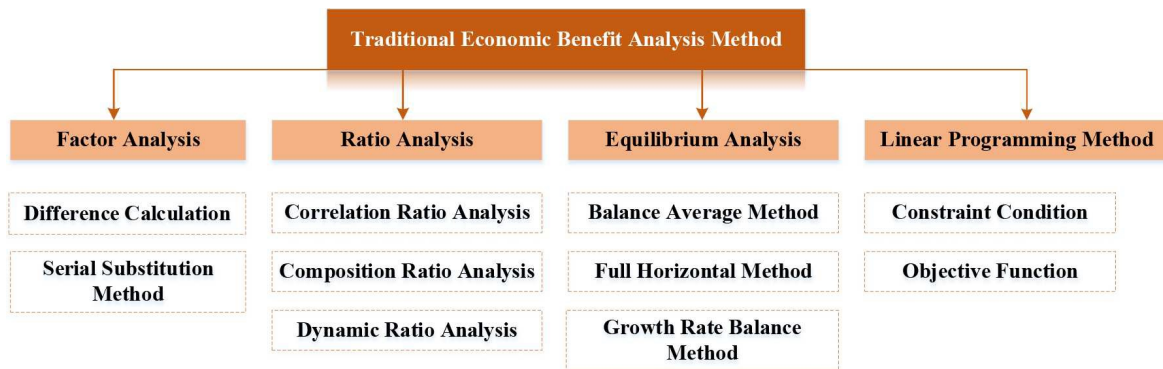 Traditional Economic Benefit Analysis Method
Factor Analysis
Ratio Analysis
Equilibrium Analysis
Linear Programming Method
Difference Calculation
Serial Substitution
Method
Correlation Ratio Analysis
Composition Ratio Analysis
Dynamic Ratio Analysis
Balance Average Method
Full Horizontal Method
Growth Rate Balance
Method
Constraint Condition
Objective Function